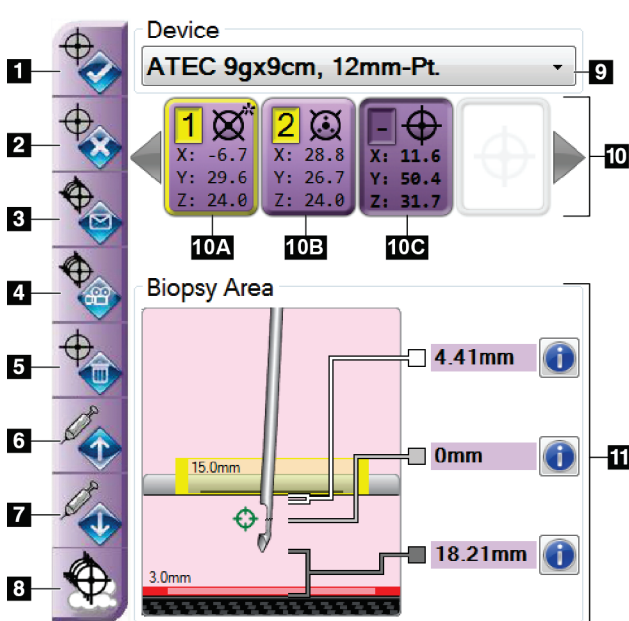 Device
1
ATEC 9gx9cm, 12mm-Pt.
9
2
1
X: -6.7
Y: 29.6
Z: 24.0
2
X: 28.8
Y: 26.7
Z: 24.0
-
X: 11.6
Y: 50.4
Z: 31.7
10
3
10A
10B
10C
4
Biopsy Area
5
4.41mm
6
15.0mm
0mm
11
7
18.21mm
8
3.0mm